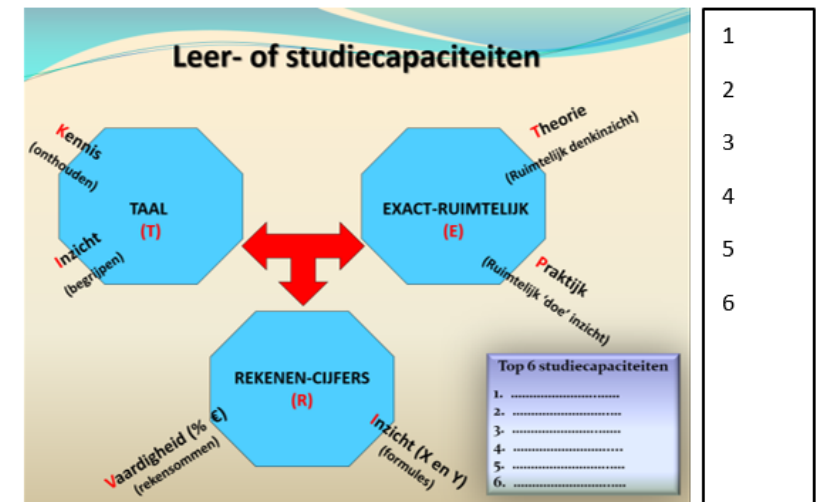 Leer- of studiecapaciteiten
Kennis
(onthouden)
TAAL
(T)
Inzicht
(begrijpen)
Theorie
(Ruimtelijk denkinzicht)
EXACT-RUIMTELIJK
(E)
Praktijk
(Ruimtelijk 'doe' inzicht)
REKENEN-CIJFERS
(R)
Vaardigheid (% €)
(rekensommen)
Inzicht (X en Y)
(formules)
Top 6 studiecapaciteiten
1. ..............................
2. ..............................
3. ..............................
4. ..............................
5. ..............................
6. ..............................
1
2
3
4
5
6